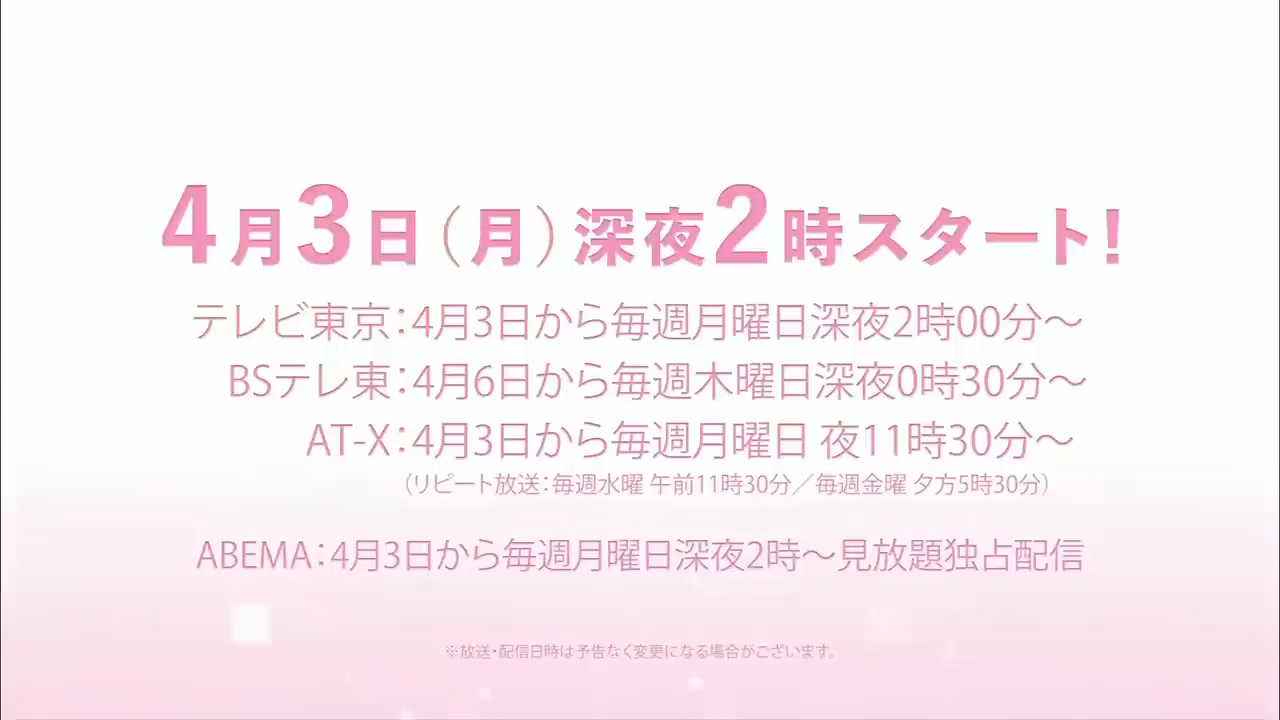 4月3日（月）深夜2時スタート！
テレビ東京：4月3日から毎週月曜日深夜2時00分～
BSテレ東：4月6日から毎週木曜日深夜0時30分～
AT-X：4月3日から毎週月曜日 夜11時30分～
（リピート放送：毎週水曜 午前11時30分／毎週金曜 夕方5時30分）
ABEMA：4月3日から毎週月曜日深夜2時～見放題独占配信
※放送・配信日時は予告なく変更になる場合がございます。